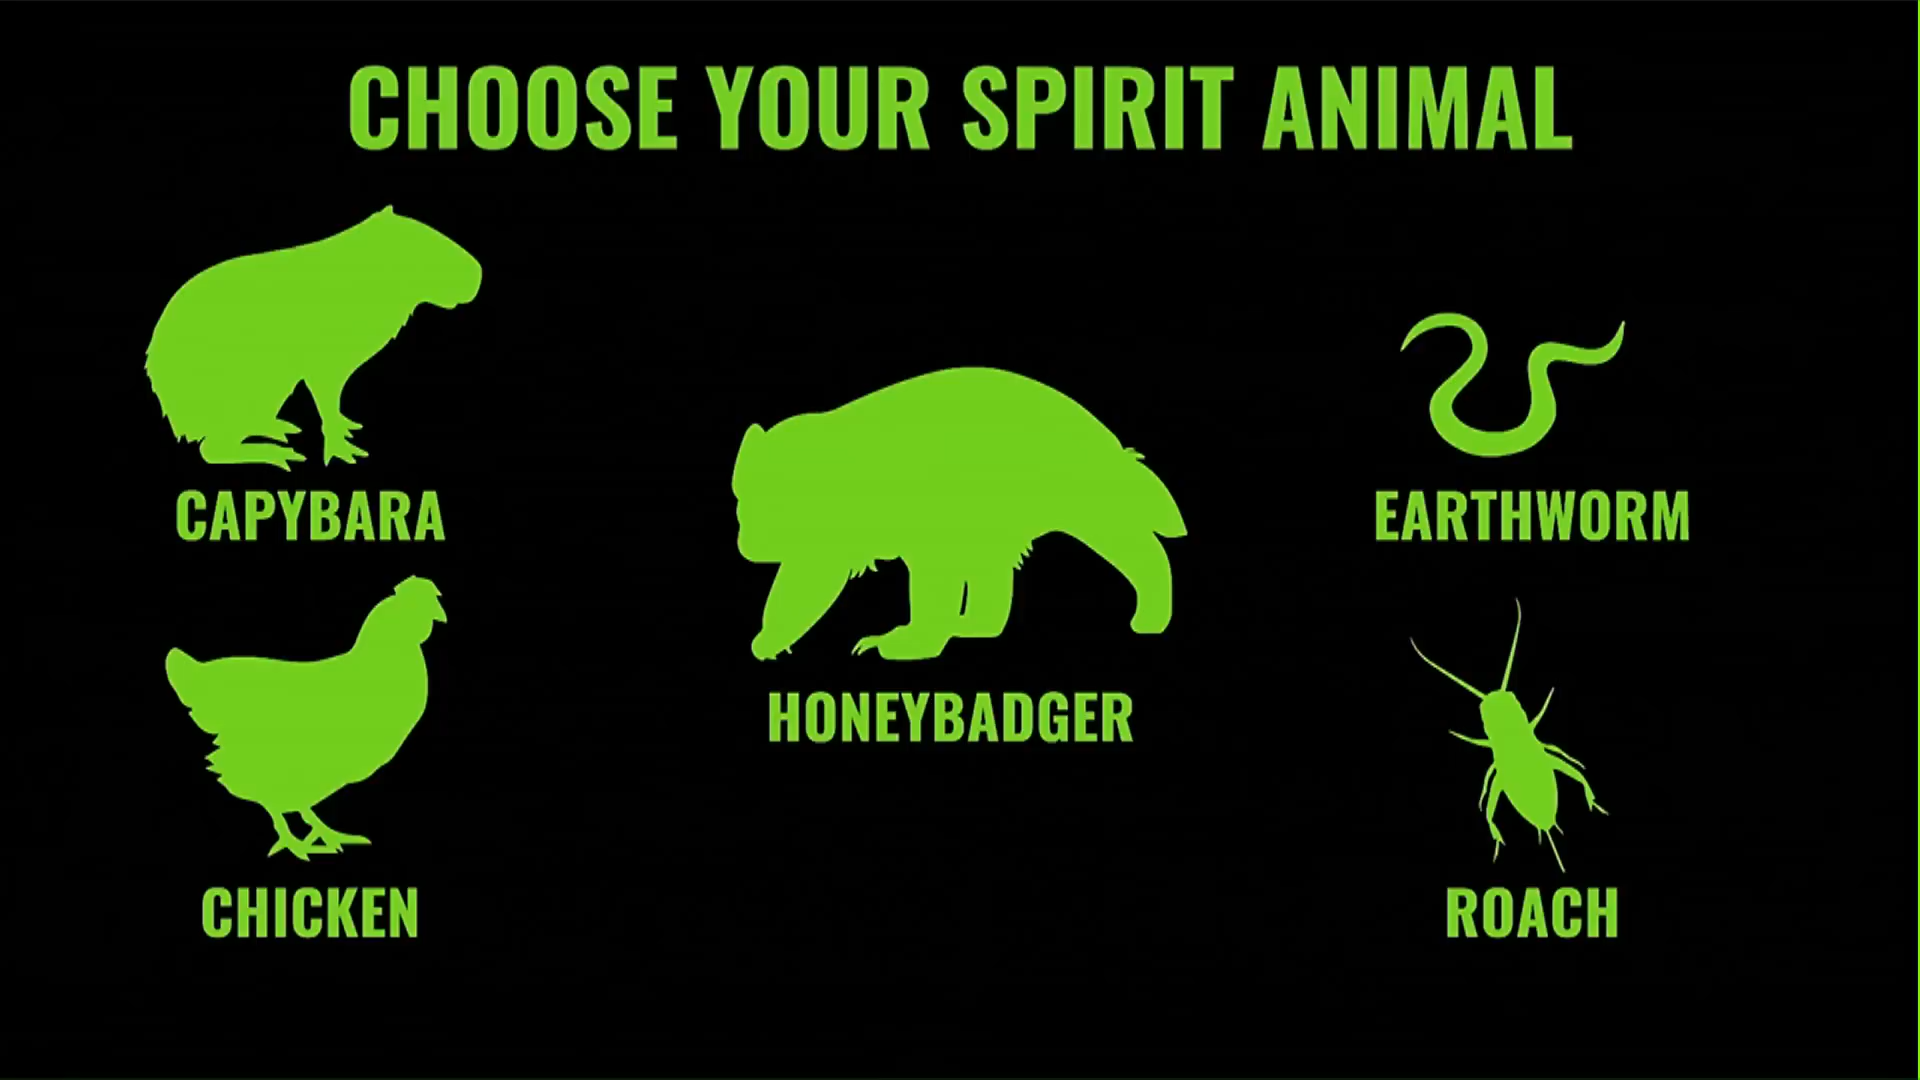 CHOOSE YOUR SPIRIT ANIMAL
CAPYBARA
EARTHWORM
HONEYBADGER
CHICKEN
ROACH